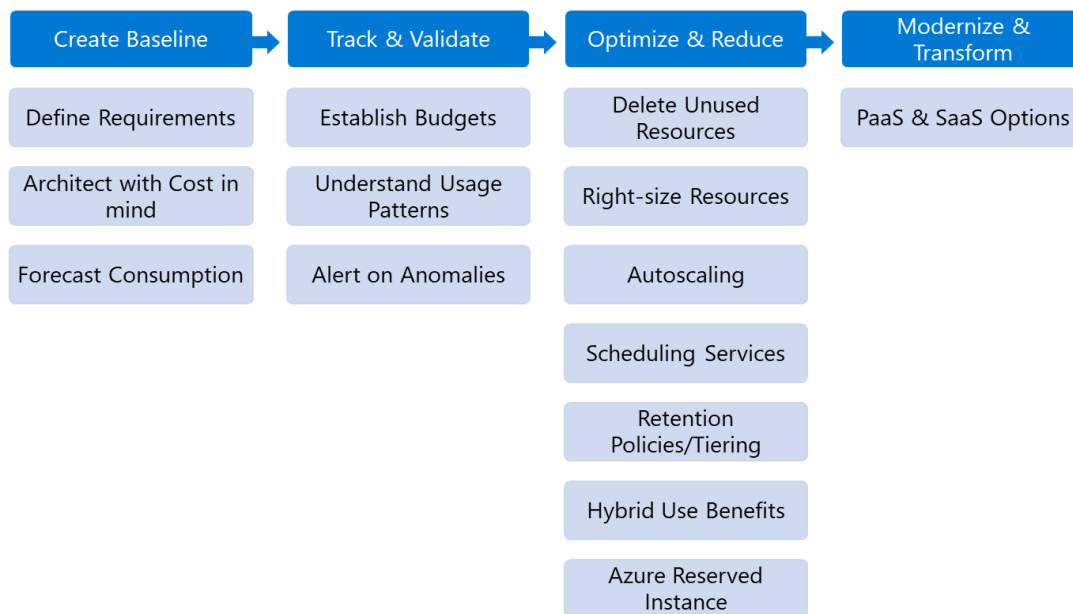 Create Baseline
Track & Validate
Optimize & Reduce
Modernize &
Transform
Define Requirements
Architect with Cost in
mind
Forecast Consumption
Establish Budgets
Understand Usage
Patterns
Alert on Anomalies
Delete Unused
Resources
Right-size Resources
Autoscaling
Scheduling Services
Retention
Policies/Tiering
Hybrid Use Benefits
Azure Reserved
Instance
PaaS & SaaS Options